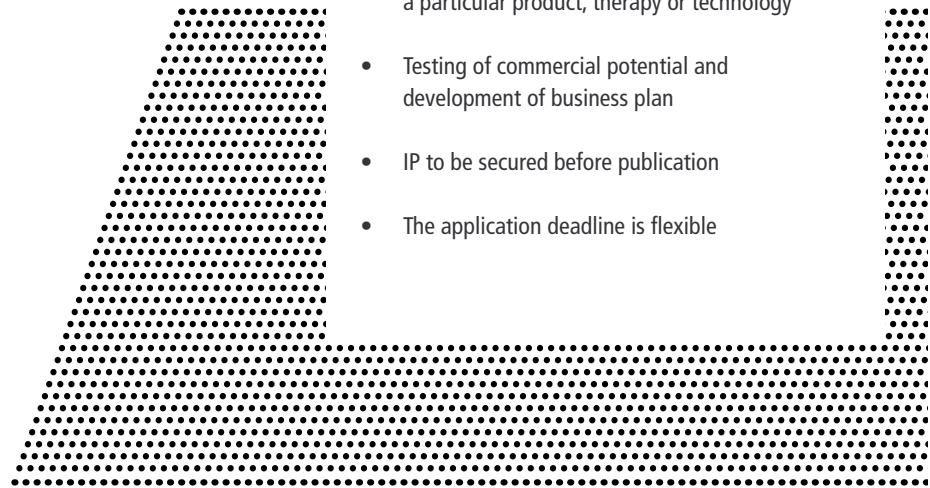 a particular product, therapy or technology
• Testing of commercial potential and
development of business plan
• IP to be secured before publication
• The application deadline is flexible